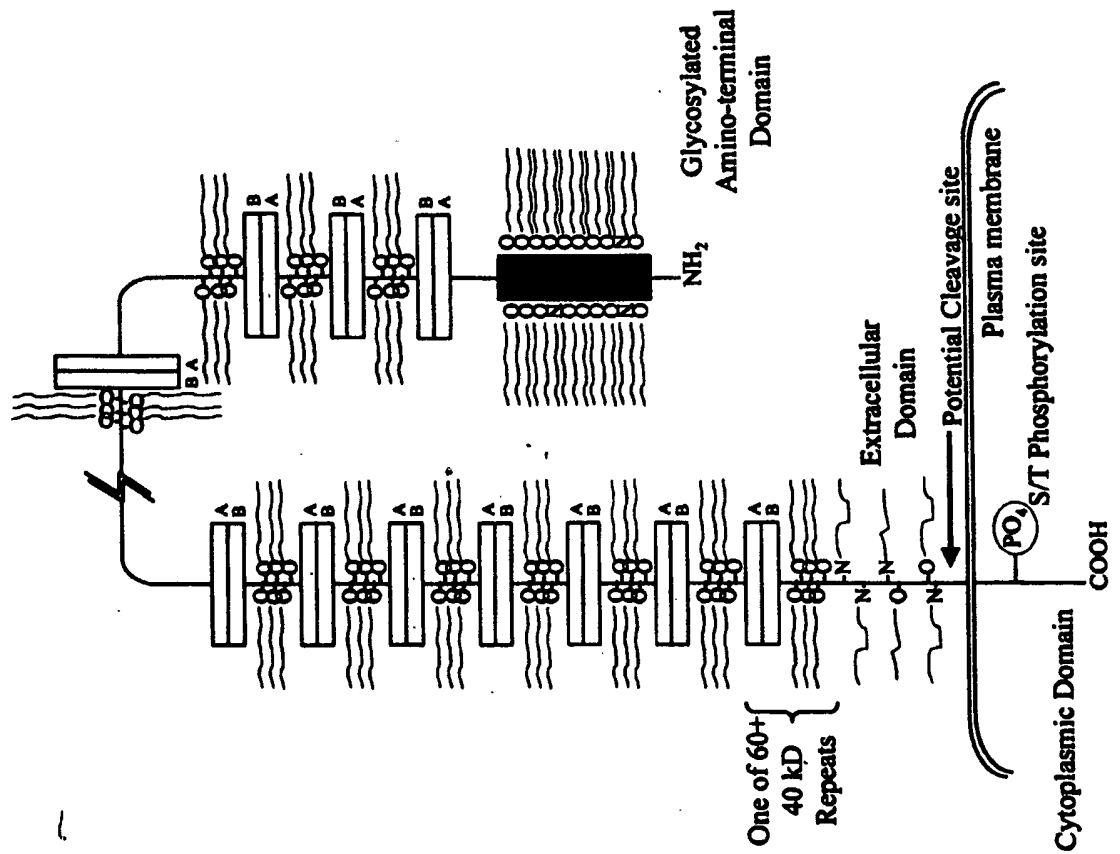 B A
B
A
B
A
B
A
A
B
A
B
A
B
A
B
A
B
A
B
A
B
NH2
Glycosylated
Amino-terminal
Domain
One of 60+
40 kD
Repeats
N
N
N
O
O
N
Extracellular
Domain
Potential Cleavage site
Plasma membrane
PO4
S/T Phosphorylation site
COOH
Cytoplasmic Domain